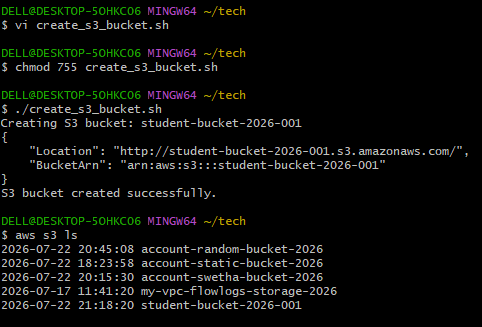 DELL@DESKTOP-5OHKCO6 MINGW64 ~/tech
$ vi create_s3_bucket.sh
DELL@DESKTOP-5OHKCO6 MINGW64 ~/tech
$ chmod 755 create_s3_bucket.sh
DELL@DESKTOP-5OHKCO6 MINGW64 ~/tech
$ ./create_s3_bucket.sh
Creating S3 bucket: student-bucket-2026-001
{
    "Location": "http://student-bucket-2026-001.s3.amazonaws.com/",
    "BucketArn": "arn:aws:s3:::student-bucket-2026-001"
}
S3 bucket created successfully.
DELL@DESKTOP-5OHKCO6 MINGW64 ~/tech
$ aws s3 ls
2026-07-22 20:45:08 account-random-bucket-2026
2026-07-22 18:23:58 account-static-bucket-2026
2026-07-22 20:15:30 account-swetha-bucket-2026
2026-07-17 11:41:20 my-vpc-flowlogs-storage-2026
2026-07-22 21:18:20 student-bucket-2026-001